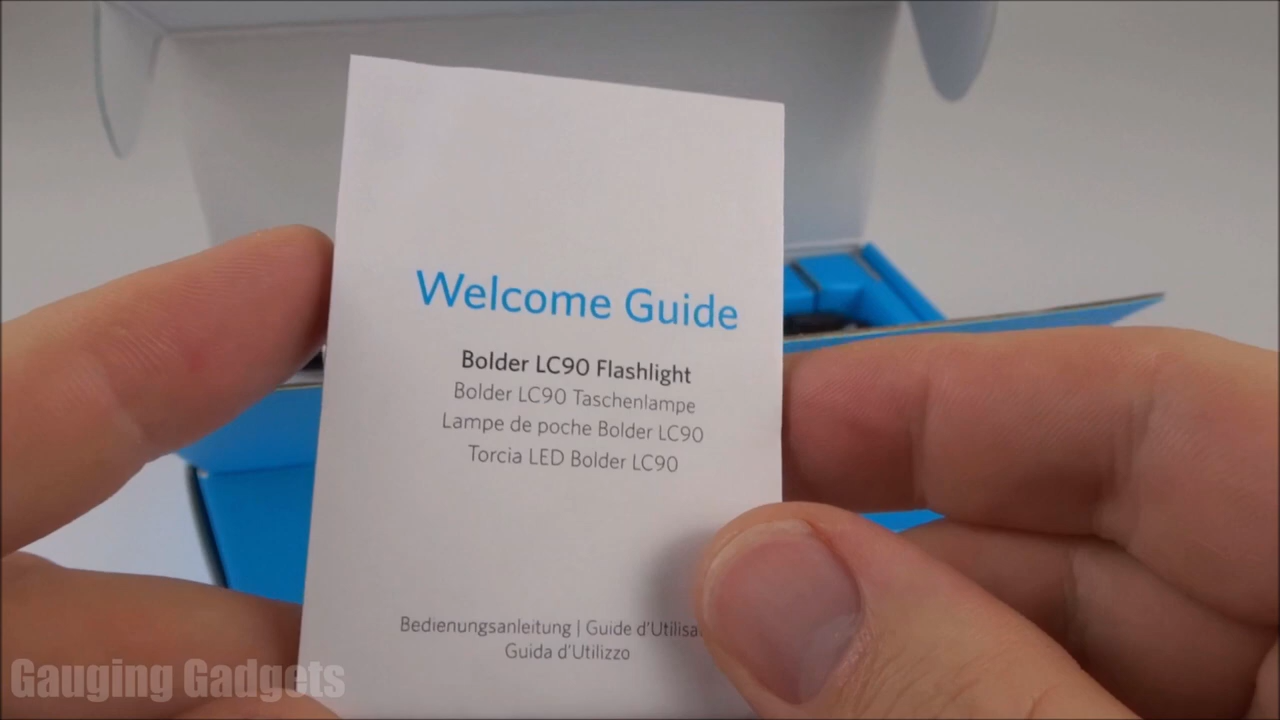 Welcome Guide
Bolder LC90 Flashlight
Bolder LC90 Taschenlampe
Lampe de poche Bolder LC90
Torcia LED Bolder LC90
Bedienungsanleitung | Guide d'Utilisa
Guida d'Utilizzo
Gauging Gadgets